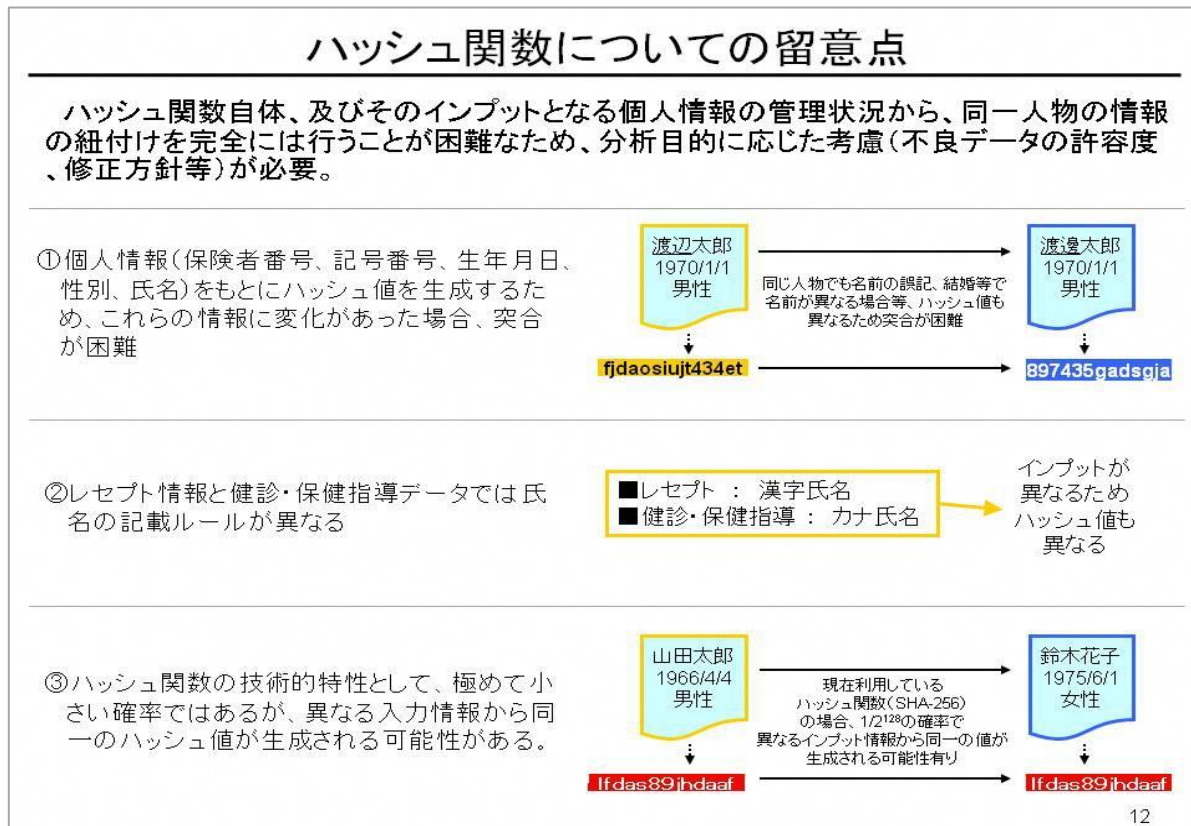 ハッシュ関数についての留意点
ハッシュ関数自体、及びそのインプットとなる個人情報の管理状況から、同一人物の情報
の紐付けを完全には行うことが困難なため、分析目的に応じた考慮(不良データの許容度
、修正方針等)が必要。
①個人情報(保険者番号、記号番号、生年月日、
性別、氏名)をもとにハッシュ値を生成するた
め、これらの情報に変化があった場合、突合
が困難
渡辺太郎
1970/1/1
男性
同じ人物でも名前の誤記、結婚等で
名前が異なる場合等、ハッシュ値も
異なるため突合が困難
渡邊太郎
1970/1/1
男性
fjdaosiujt434et
897435gadsgja
②レセプト情報と健診・保健指導データでは氏
名の記載ルールが異なる
■レセプト : 漢字氏名
■健診・保健指導 : カナ氏名
インプットが
異なるため
ハッシュ値も
異なる
③ハッシュ関数の技術的特性として、極めて小
さい確率ではあるが、異なる入力情報から同
一のハッシュ値が生成される可能性がある。
山田太郎
1966/4/4
男性
現在利用している
ハッシュ関数(SHA-256)
の場合、1/2¹²⁸の確率で
異なるインプット情報から同一の値が
生成される可能性有り
鈴木花子
1975/6/1
女性
lfdas89jhdaaf
lfdas89jhdaaf
12